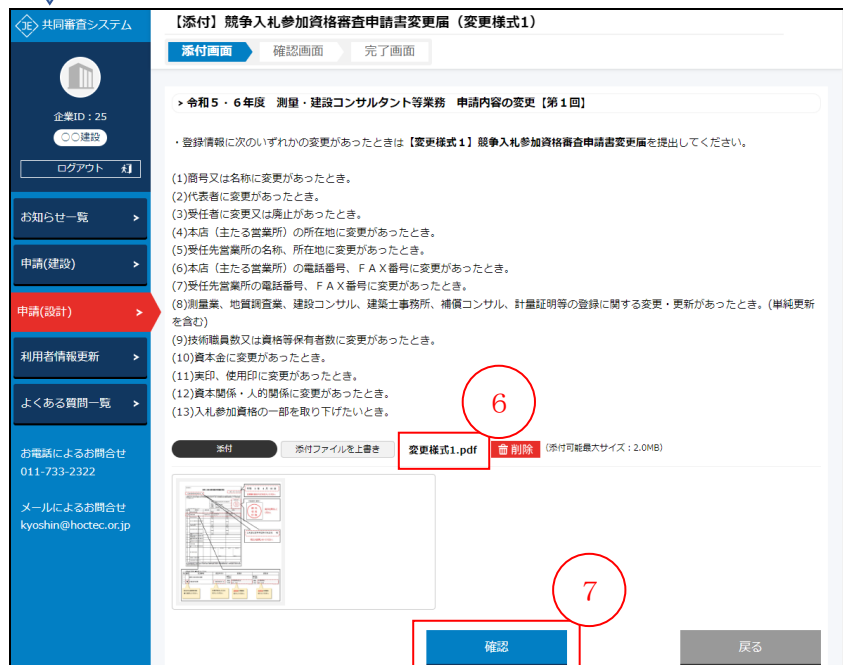 JE 共同審査システム
企業ID：25
○○建設
ログアウト
お知らせ一覧 >
申請(建設) >
申請(設計) >
利用者情報更新 >
よくある質問一覧 >
お電話によるお問合せ
011-733-2322
メールによるお問合せ
kyoshin@hoctec.or.jp
【添付】競争入札参加資格審査申請書変更届（変更様式1）
添付画面 確認画面 完了画面
> 令和５・６年度　測量・建設コンサルタント等業務　申請内容の変更【第１回】
・登録情報に次のいずれかの変更があったときは【変更様式１】競争入札参加資格審査申請書変更届を提出してください。
(1)商号又は名称に変更があったとき。
(2)代表者に変更があったとき。
(3)受任者に変更又は廃止があったとき。
(4)本店（主たる営業所）の所在地に変更があったとき。
(5)受任先営業所の名称、所在地に変更があったとき。
(6)本店（主たる営業所）の電話番号、ＦＡＸ番号に変更があったとき。
(7)受任先営業所の電話番号、ＦＡＸ番号に変更があったとき。
(8)測量業、地質調査業、建設コンサル、建築士事務所、補償コンサル、計量証明等の登録に関する変更・更新があったとき。(単純更新
を含む)
(9)技術職員数又は資格等保有者数に変更があったとき。
(10)資本金に変更があったとき。
(11)実印、使用印に変更があったとき。
(12)資本関係・人的関係に変更があったとき。
(13)入札参加資格の一部を取り下げたいとき。
6
添付 添付ファイルを上書き 変更様式1.pdf 削除 (添付可能最大サイズ：2.0MB)
7
確認 戻る